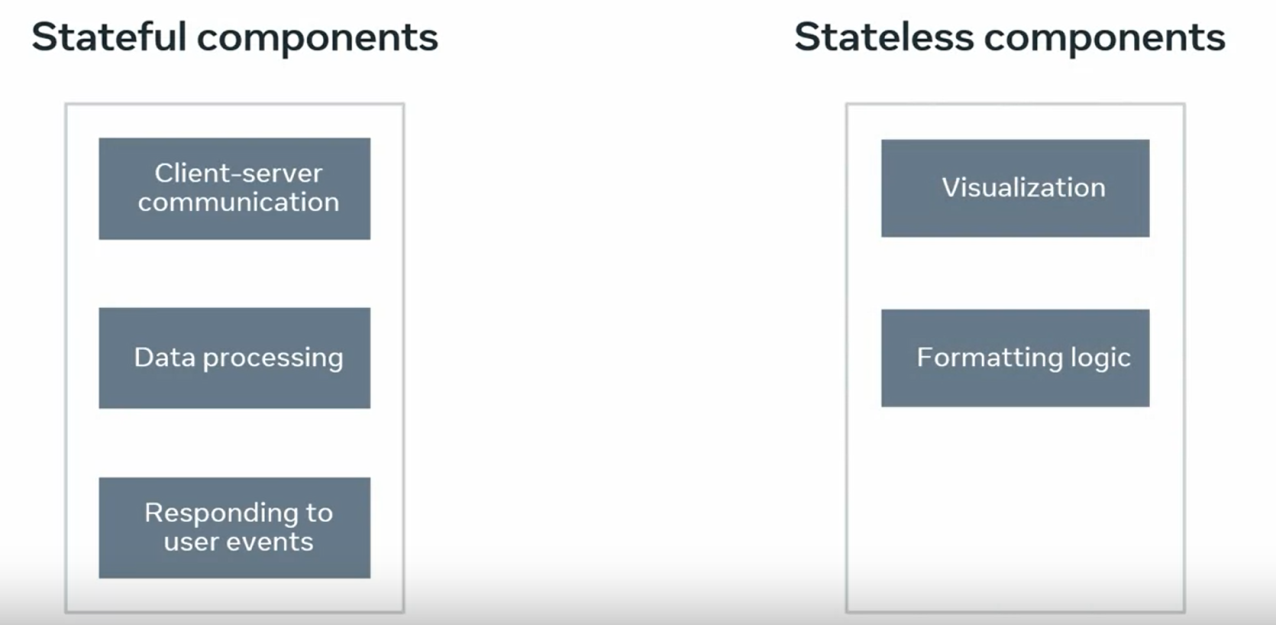 Stateful components
Client-server
communication
Data processing
Responding to
user events
Stateless components
Visualization
Formatting logic